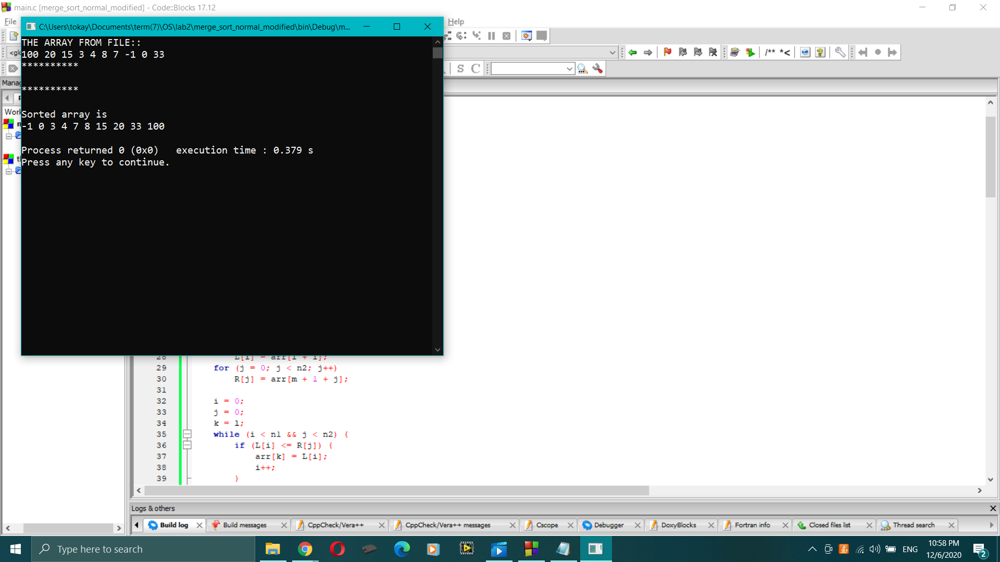 main.c [merge_sort_normal_modified] - Code::Blocks 17.12
File
Help
C:\Users\tokay\Documents\term(7)\OS\lab2\merge_sort_normal_modified\bin\Debug\m...
THE ARRAY FROM FILE::
100 20 15 3 4 8 7 -1 0 33
**********
**********
Sorted array is
-1 0 3 4 7 8 15 20 33 100
Process returned 0 (0x0)   execution time : 0.379 s
Press any key to continue.
<glo
/** *<
S C
Manag
Work
28 L[i] = arr[l + i];
29 for (j = 0; j < n2; j++)
30 R[j] = arr[m + 1 + j];
31
32 i = 0;
33 j = 0;
34 k = l;
35 while (i < n1 && j < n2) {
36 if (L[i] <= R[j]) {
37 arr[k] = L[i];
38 i++;
39 }
Logs & others
Build log
Build messages
CppCheck/Vera++
CppCheck/Vera++ messages
Cscope
Debugger
DoxyBlocks
Fortran info
Closed files list
Thread search
Type here to search
ENG
10:58 PM
12/6/2020
2